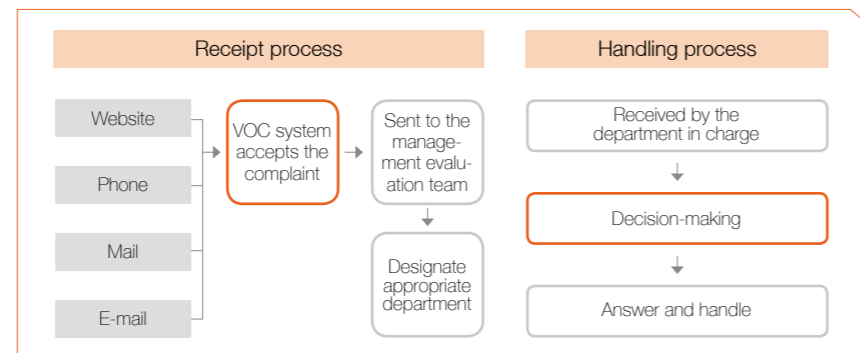 Receipt process
Website
Phone
Mail
E-mail
VOC system
accepts the
complaint
Sent to the
manage-
ment evalu-
ation team
Designate
appropriate
department
Handling process
Received by the
department in charge
Decision-making
Answer and handle